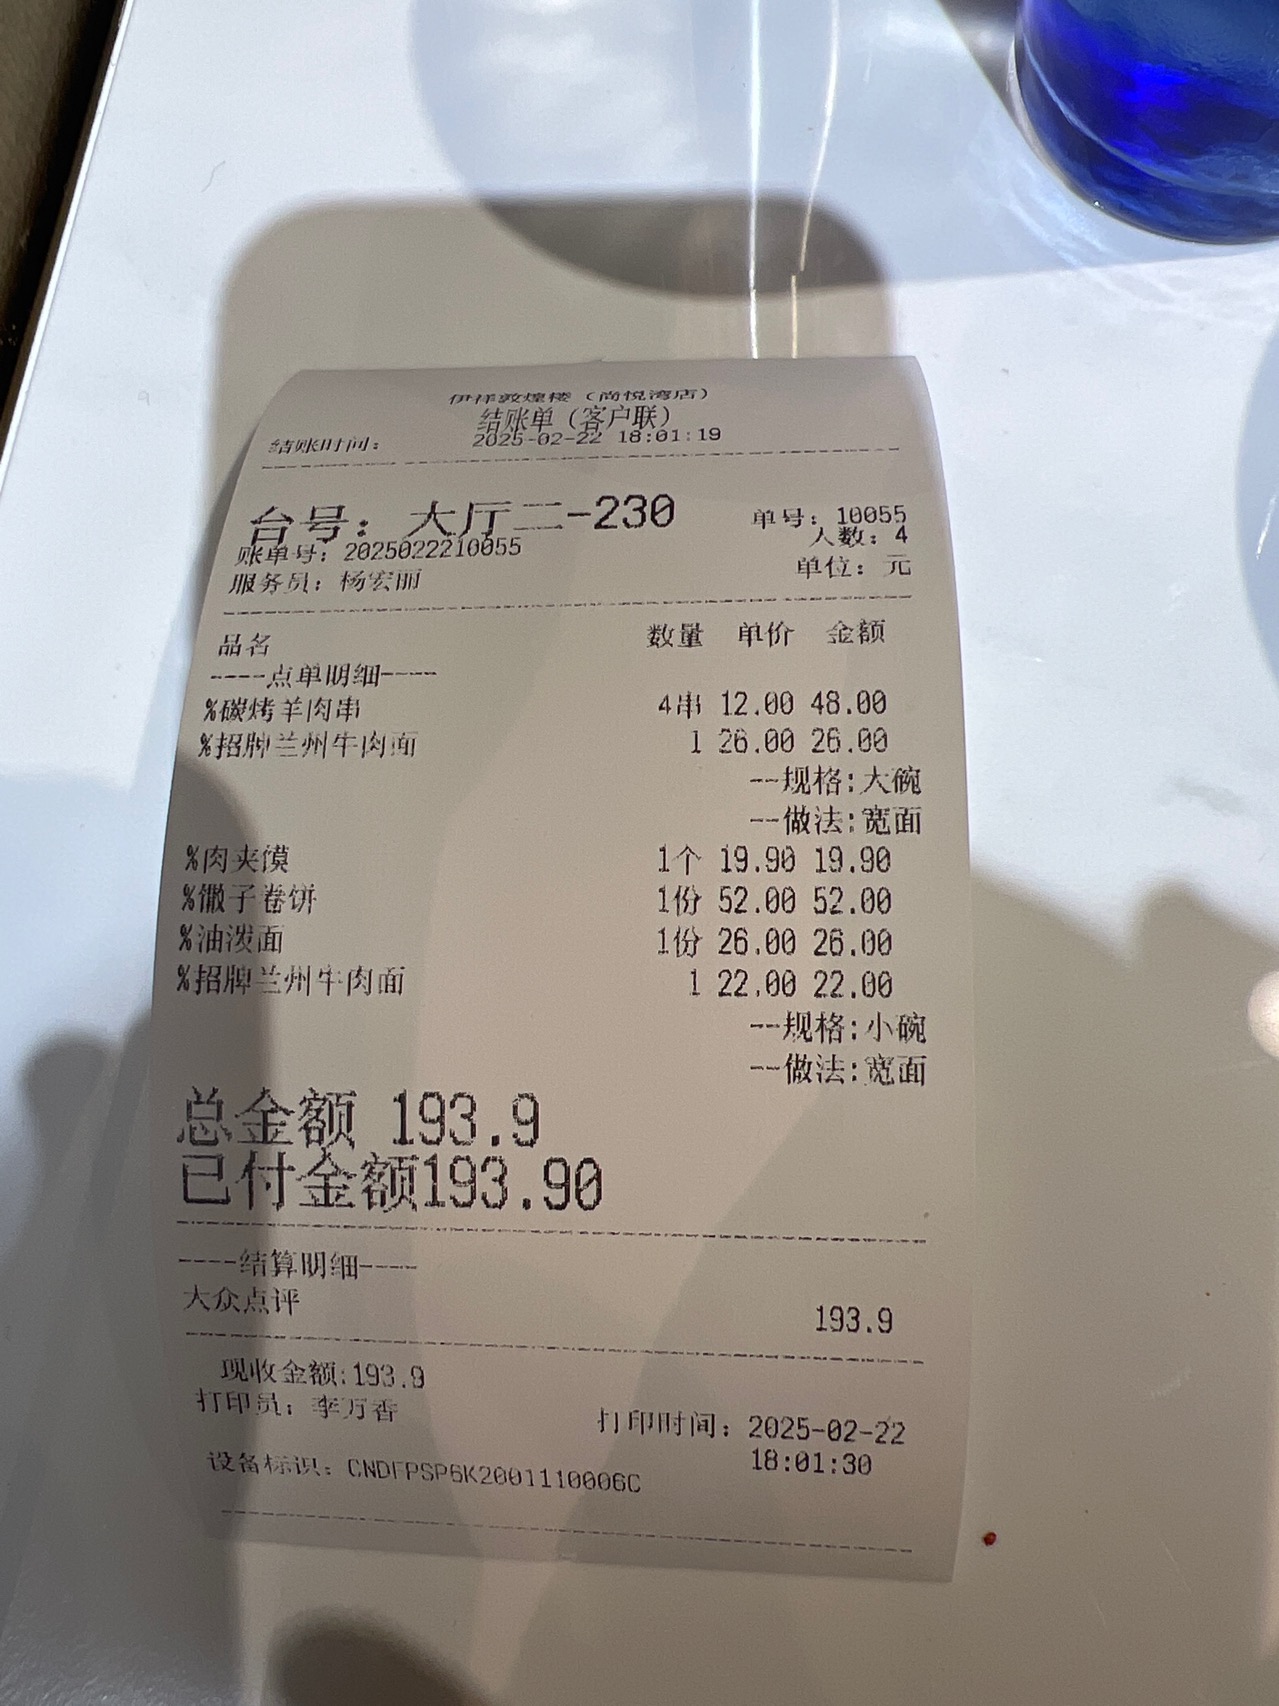 伊祥敦煌楼（尚悦湾店）
结账单（客户联）
结账时间： 2025-02-22 18:01:19
台号：大厅二-230 单号：10055
人数：4
账单号：2025022210055
服务员：杨宏丽 单位：元
品名 数量 单价 金额
----点单明细----
%碳烤羊肉串 4串 12.00 48.00
%招牌兰州牛肉面 1 26.00 26.00
--规格:大碗
--做法:宽面
%肉夹馍 1个 19.90 19.90
%馓子卷饼 1份 52.00 52.00
%油泼面 1份 26.00 26.00
%招牌兰州牛肉面 1 22.00 22.00
--规格:小碗
--做法:宽面
总金额 193.9
已付金额193.90
----结算明细----
大众点评 193.9
现收金额:193.9
打印员：李万香 打印时间：2025-02-22
18:01:30
设备标识：CNDFPSP6K2001110006C